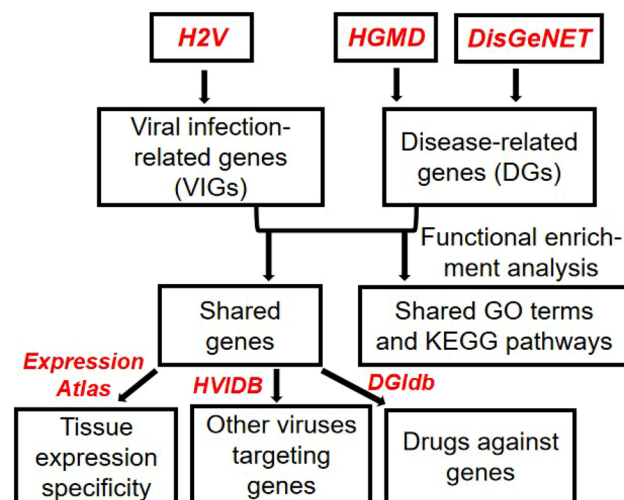 H2V
HGMD
DisGeNET
Viral infection-
related genes
(VIGs)
Disease-related
genes (DGs)
Functional enrich-
ment analysis
Shared
genes
Shared GO terms
and KEGG pathways
Expression
Atlas
HVIDB
DGIdb
Tissue
expression
specificity
Other viruses
targeting
genes
Drugs against
genes